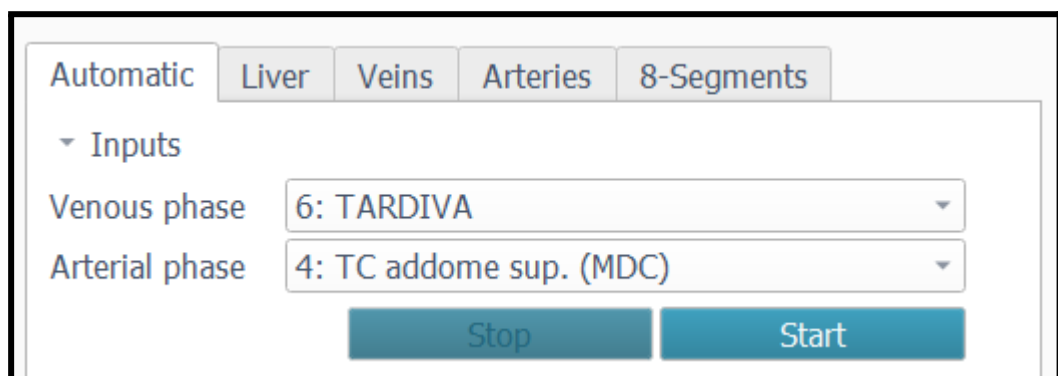 Automatic Liver Veins Arteries 8-Segments
Inputs
Venous phase 6: TARDIVA
Arterial phase 4: TC addome sup. (MDC)
Stop Start